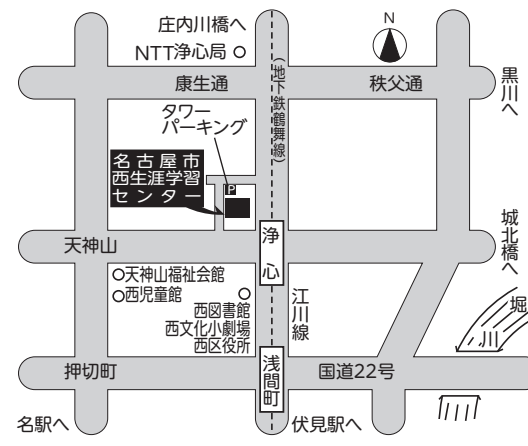 庄内川橋へ
NTT浄心局
N
康生通
(地下鉄鶴舞線)
秩父通
黒川へ
タワー
パーキング
名古屋市
西生涯学習
センター
P
天神山
浄心
城北橋へ
天神山福祉会館
西児童館
西図書館
西文化小劇場
西区役所
江川線
堀川
押切町
浅間町
国道22号
名駅へ
伏見駅へ